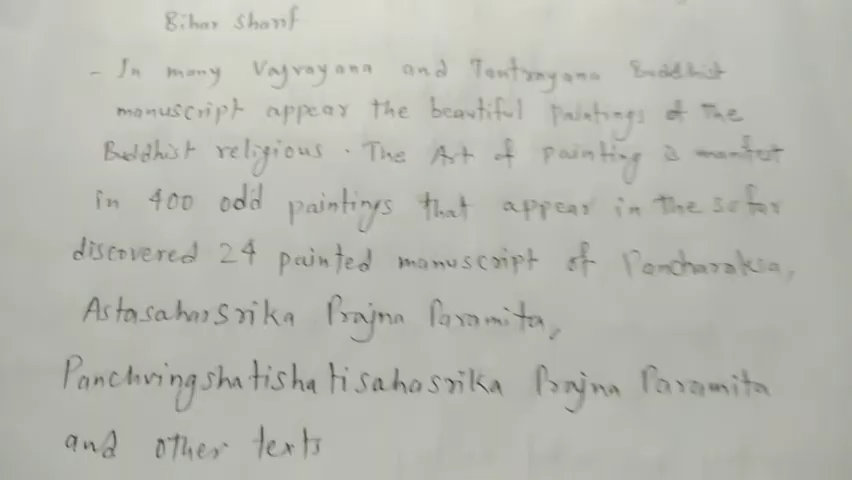 Bihar Sharif
- In many Vajrayana and Tantrayana Buddhist
manuscript appear the beautiful paintings of The
Buddhist religious. The Art of painting is manifest
in 400 odd paintings that appear in the so far
discovered 24 painted manuscript of Pancharaksa,
Astasaharsrika Prajna Paramita,
Panchvingshatishatisahasrika Prajna Paramita
and other texts